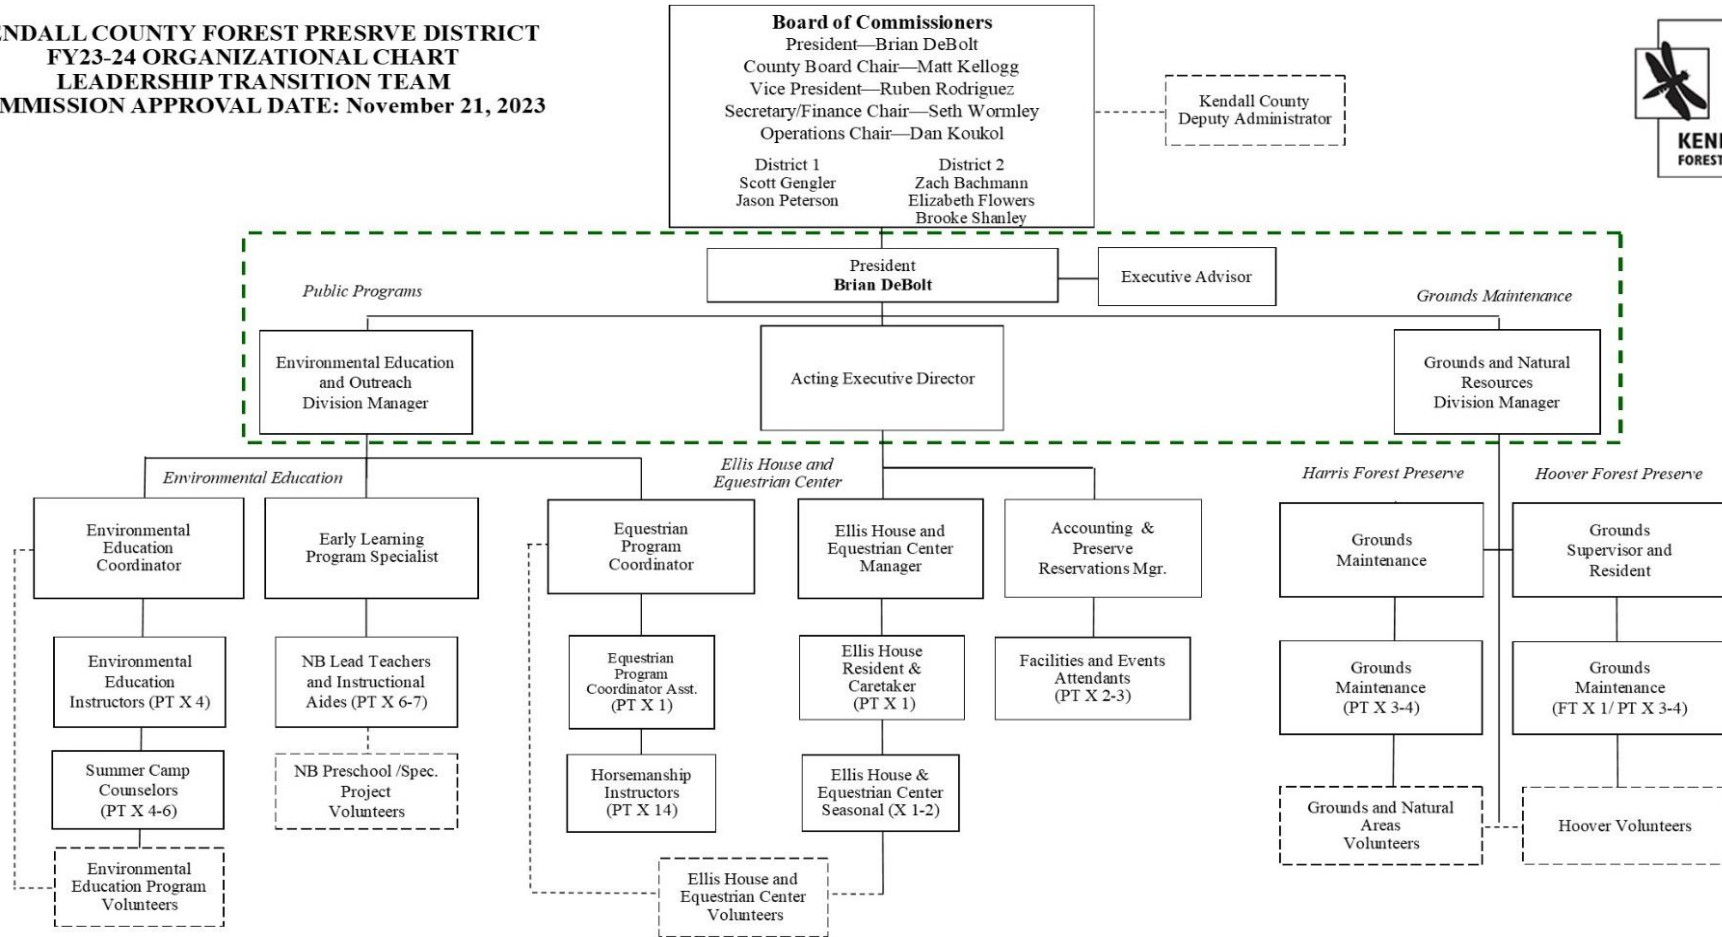 ENDALL COUNTY FOREST PRESRVE DISTRICT
FY23-24 ORGANIZATIONAL CHART
LEADERSHIP TRANSITION TEAM
MMISSION APPROVAL DATE: November 21, 2023
Board of Commissioners
President—Brian DeBolt
County Board Chair—Matt Kellogg
Vice President—Ruben Rodriguez
Secretary/Finance Chair—Seth Wormley
Operations Chair—Dan Koukol
District 1
Scott Gengler
Jason Peterson
District 2
Zach Bachmann
Elizabeth Flowers
Brooke Shanley
Kendall County
Deputy Administrator
KEN
FOREST
President
Brian DeBolt
Executive Advisor
Public Programs
Grounds Maintenance
Environmental Education
and Outreach
Division Manager
Acting Executive Director
Grounds and Natural
Resources
Division Manager
Environmental Education
Ellis House and
Equestrian Center
Harris Forest Preserve
Hoover Forest Preserve
Environmental
Education
Coordinator
Early Learning
Program Specialist
Equestrian
Program
Coordinator
Ellis House and
Equestrian Center
Manager
Accounting &
Preserve
Reservations Mgr.
Grounds
Maintenance
Grounds
Supervisor and
Resident
Environmental
Education
Instructors (PT X 4)
NB Lead Teachers
and Instructional
Aides (PT X 6-7)
Equestrian
Program
Coordinator Asst.
(PT X 1)
Ellis House
Resident &
Caretaker
(PT X 1)
Facilities and Events
Attendants
(PT X 2-3)
Grounds
Maintenance
(PT X 3-4)
Grounds
Maintenance
(FT X 1/ PT X 3-4)
Summer Camp
Counselors
(PT X 4-6)
NB Preschool /Spec.
Project
Volunteers
Horsemanship
Instructors
(PT X 14)
Ellis House &
Equestrian Center
Seasonal (X 1-2)
Grounds and Natural
Areas
Volunteers
Hoover Volunteers
Environmental
Education Program
Volunteers
Ellis House and
Equestrian Center
Volunteers